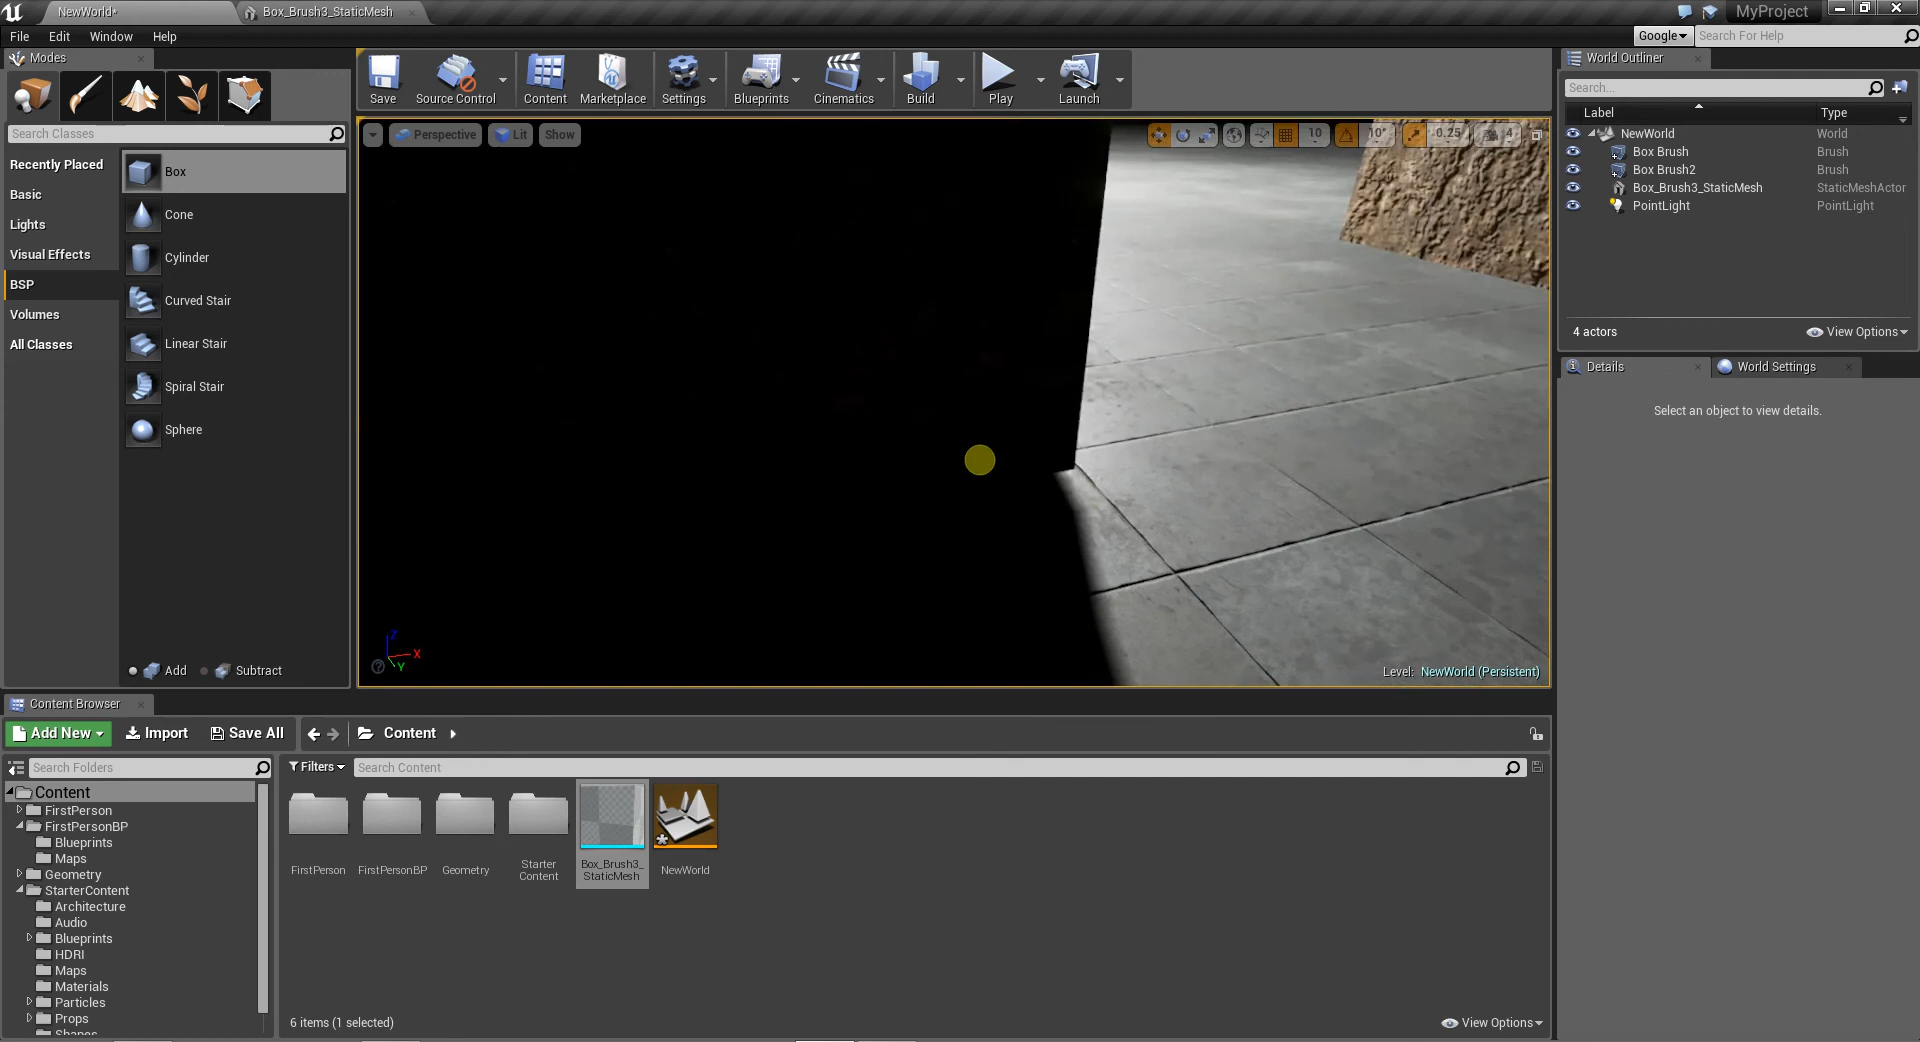 NewWorld*
Box_Brush3_StaticMesh
MyProject
File Edit Window Help
Google
Search For Help
Modes
Save
Source Control
Content
Marketplace
Settings
Blueprints
Cinematics
Build
Play
Launch
World Outliner
Search...
Label Type
NewWorld World
Box Brush Brush
Box Brush2 Brush
Box_Brush3_StaticMesh StaticMeshActor
PointLight PointLight
4 actors
View Options
Details
World Settings
Select an object to view details.
Search Classes
Recently Placed
Basic
Lights
Visual Effects
BSP
Volumes
All Classes
Box
Cone
Cylinder
Curved Stair
Linear Stair
Spiral Stair
Sphere
Add
Subtract
Perspective
Lit
Show
10
10°
0.25
4
Z
X
Y
Level: NewWorld (Persistent)
Content Browser
Add New
Import
Save All
Content
Search Folders
Content
FirstPerson
FirstPersonBP
Blueprints
Maps
Geometry
StarterContent
Architecture
Audio
Blueprints
HDRI
Maps
Materials
Particles
Props
Shapes
Filters
Search Content
FirstPerson
FirstPersonBP
Geometry
Starter
Content
Box_Brush3_
StaticMesh
NewWorld
6 items (1 selected)
View Options